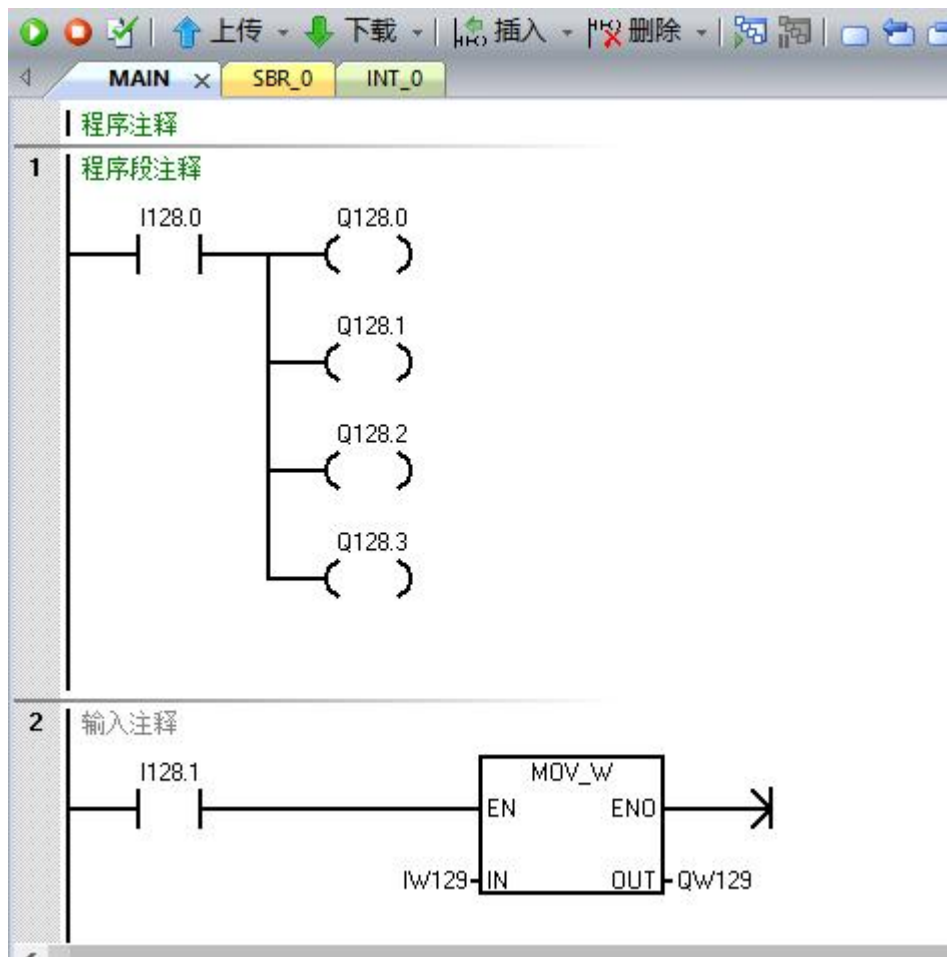 上传 下载 插入 删除
MAIN × SBR_0 INT_0
程序注释
1 程序段注释
I128.0 Q128.0
Q128.1
Q128.2
Q128.3
2 输入注释
I128.1 MOV_W
EN ENO
IW129 IN OUT QW129